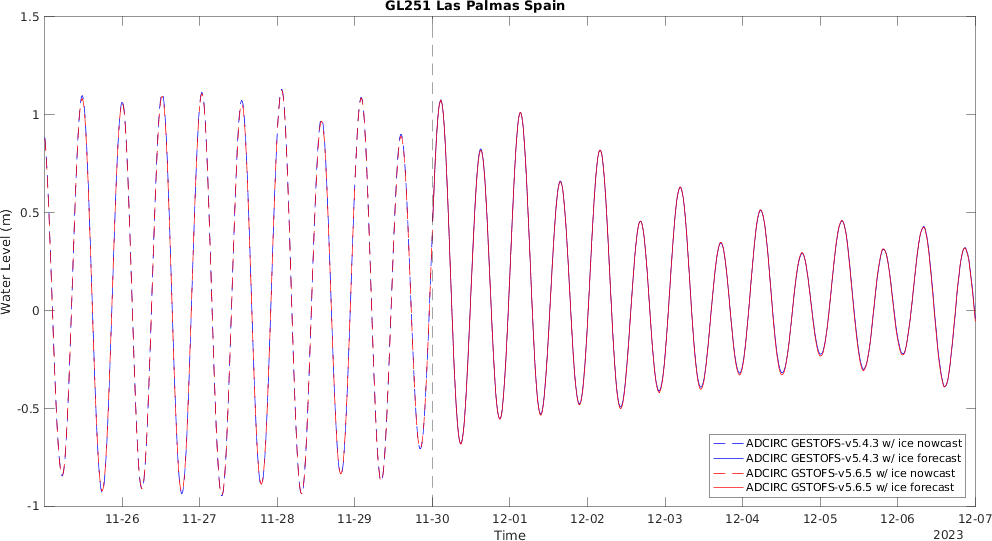 GL251 Las Palmas Spain
1.5
1
0.5
0
-0.5
-1
Water Level (m)
11-26
11-27
11-28
11-29
11-30
12-01
12-02
12-03
12-04
12-05
12-06
12-07
Time
2023
ADCIRC GESTOFS-v5.4.3 w/ ice nowcast
ADCIRC GESTOFS-v5.4.3 w/ ice forecast
ADCIRC GSTOFS-v5.6.5 w/ ice nowcast
ADCIRC GSTOFS-v5.6.5 w/ ice forecast